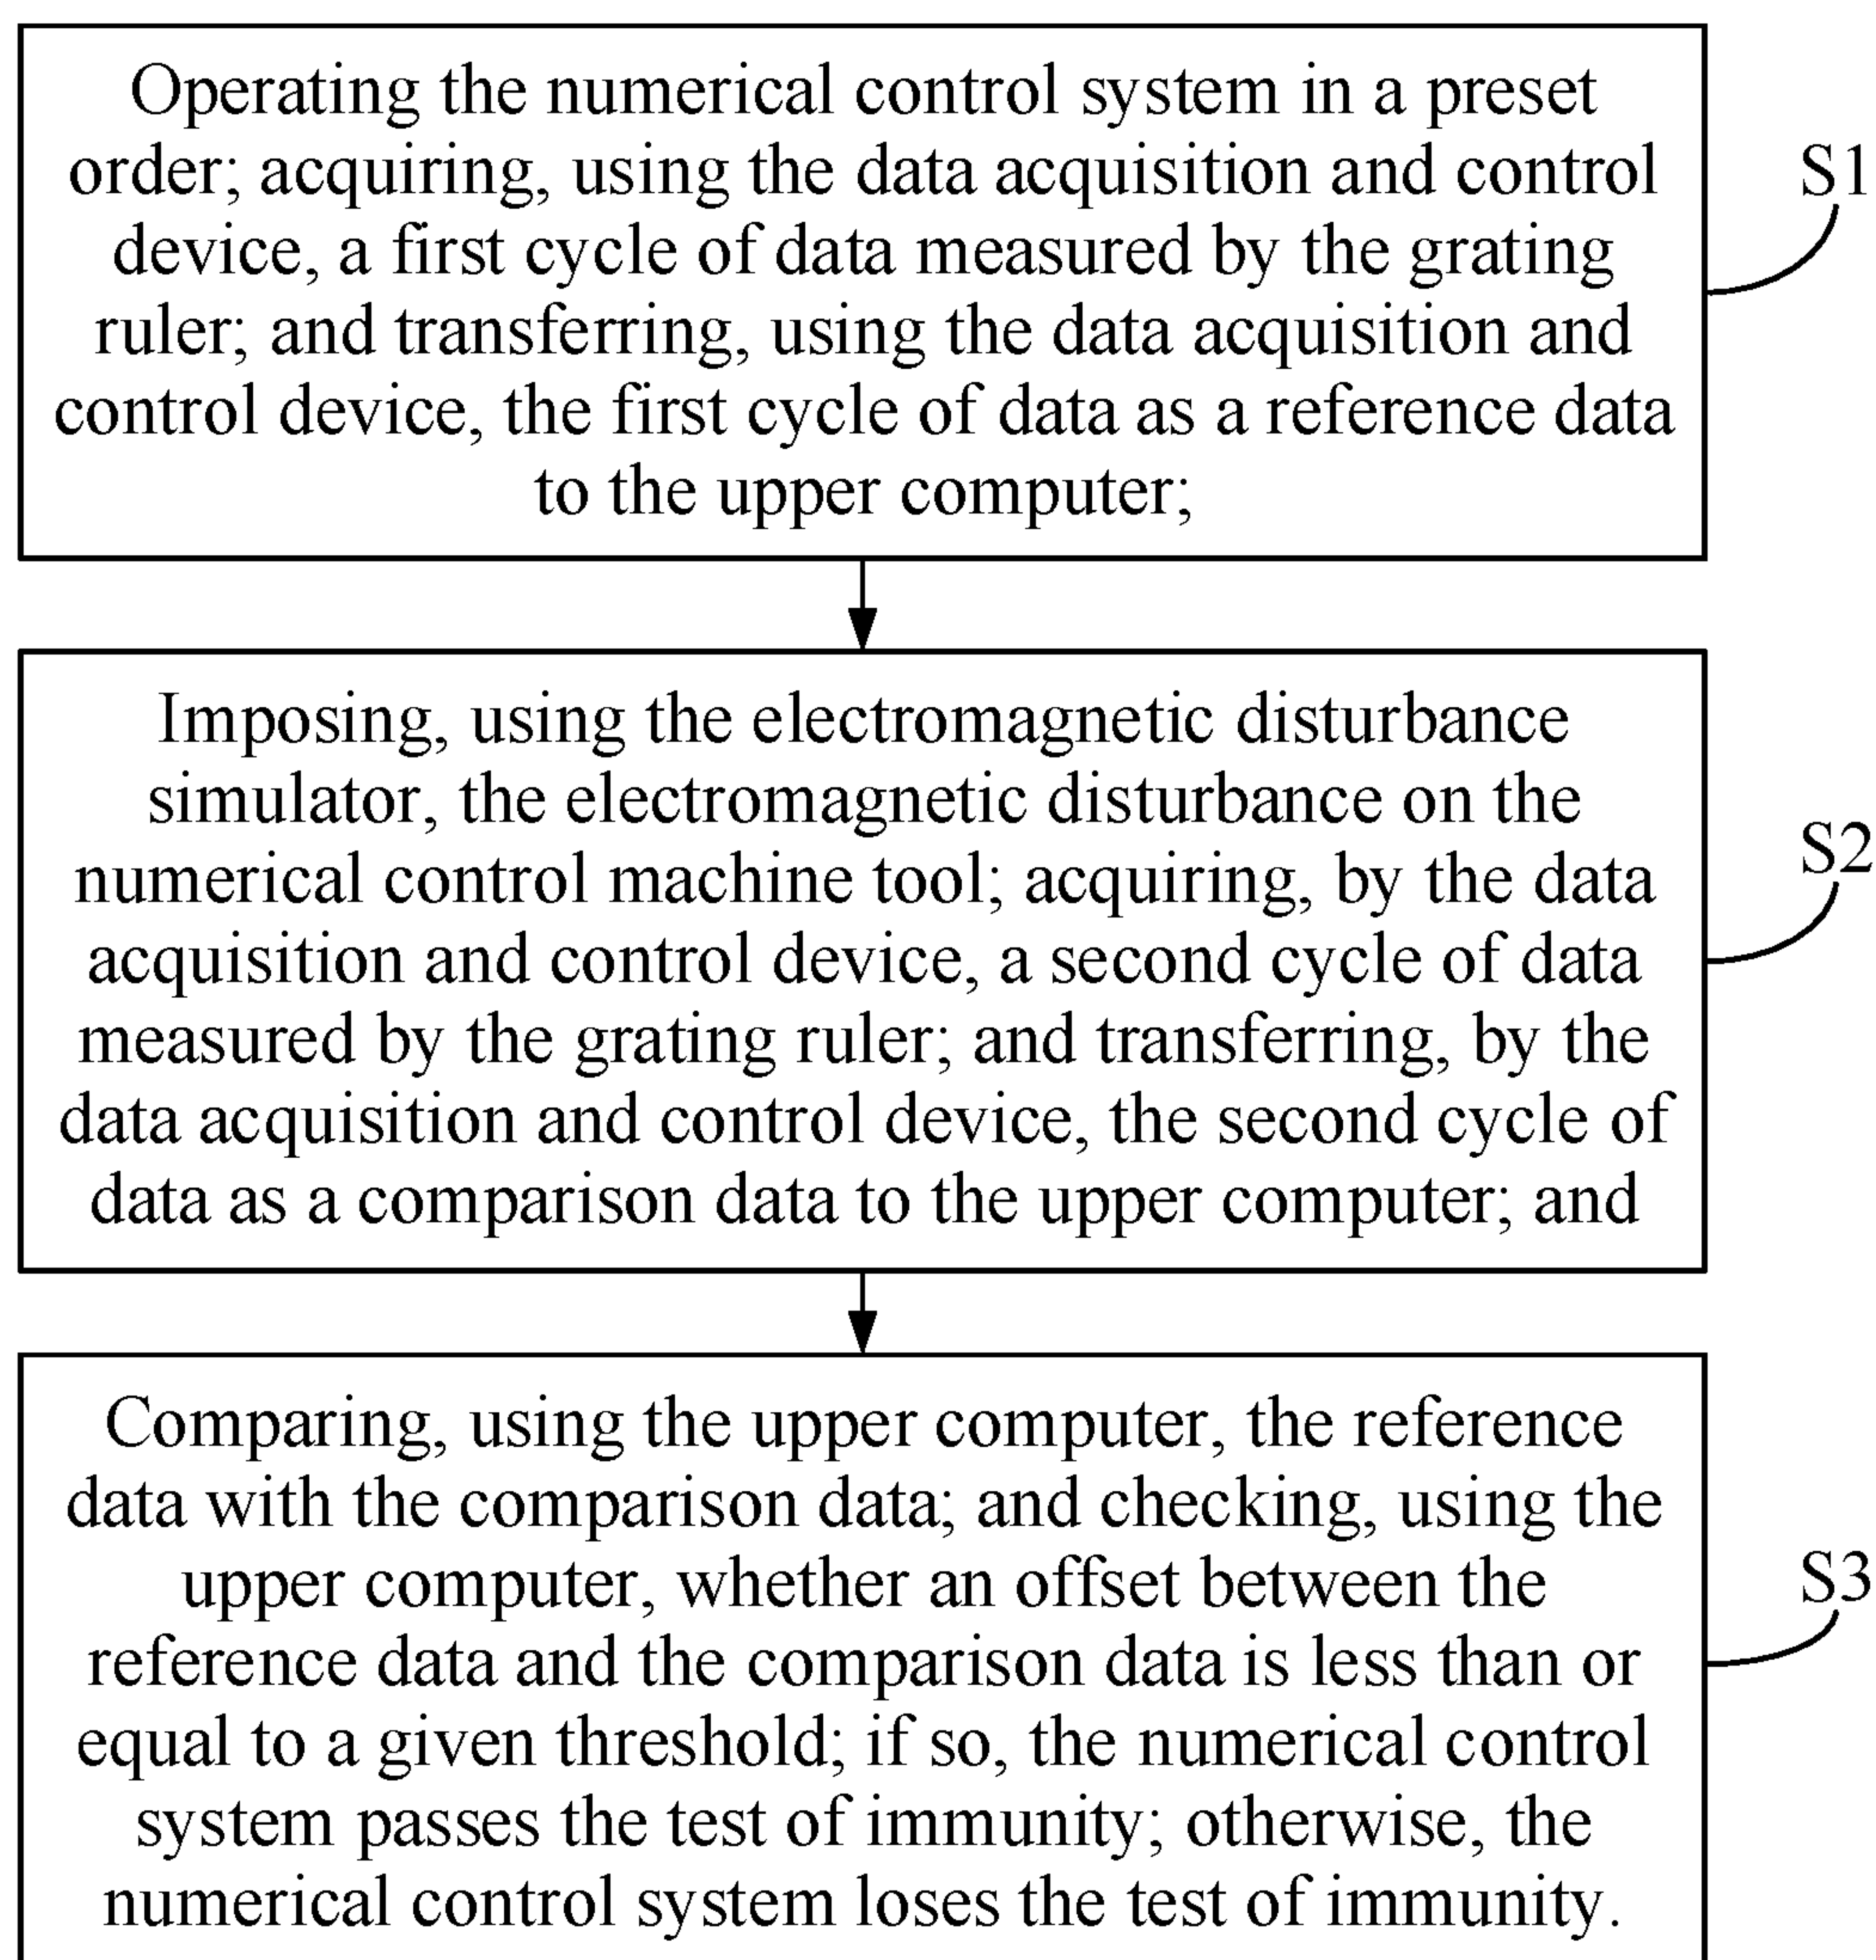 Operating the numerical control system in a preset
order; acquiring, using the data acquisition and control
device, a first cycle of data measured by the grating
ruler; and transferring, using the data acquisition and
control device, the first cycle of data as a reference data
to the upper computer;
S1
Imposing, using the electromagnetic disturbance
simulator, the electromagnetic disturbance on the
numerical control machine tool; acquiring, by the data
acquisition and control device, a second cycle of data
measured by the grating ruler; and transferring, by the
data acquisition and control device, the second cycle of
data as a comparison data to the upper computer; and
S2
Comparing, using the upper computer, the reference
data with the comparison data; and checking, using the
upper computer, whether an offset between the
reference data and the comparison data is less than or
equal to a given threshold; if so, the numerical control
system passes the test of immunity; otherwise, the
numerical control system loses the test of immunity.
S3